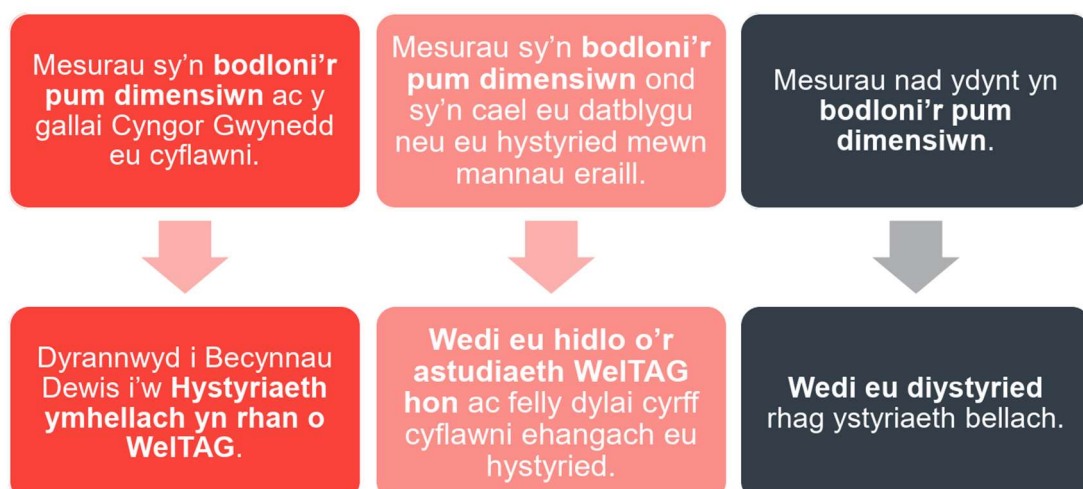 Mesurau sy'n bodloni'r
pum dimensiwn ac y
gallai Cyngor Gwynedd
eu cyflawni.
Mesurau sy'n bodloni'r
pum dimensiwn ond
sy'n cael eu datblygu
neu eu hystyried mewn
mannau eraill.
Mesurau nad ydynt yn
bodloni'r pum
dimensiwn.
Dyrannwyd i Becynnau
Dewis i'w Hystyriaeth
ymhellach yn rhan o
WelTAG.
Wedi eu hidlo o'r
astudiaeth WelTAG
hon ac felly dylai cyrff
cyflawni ehangach eu
hystyried.
Wedi eu diystyried
rhag ystyriaeth bellach.